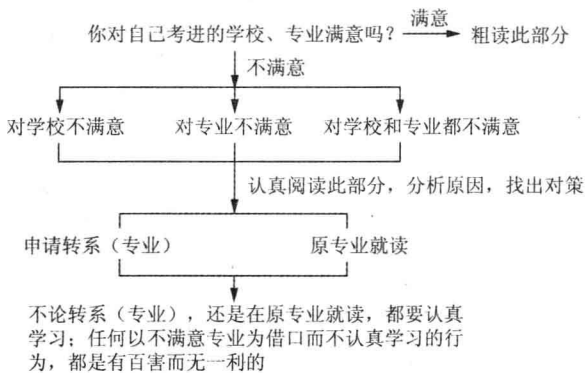 你对自己考进的学校、专业满意吗？ 满意 粗读此部分
不满意
对学校不满意 对专业不满意 对学校和专业都不满意
认真阅读此部分，分析原因，找出对策
申请转系（专业） 原专业就读
不论转系（专业），还是在原专业就读，都要认真
学习；任何以不满意专业为借口而不认真学习的行
为，都是有百害而无一利的